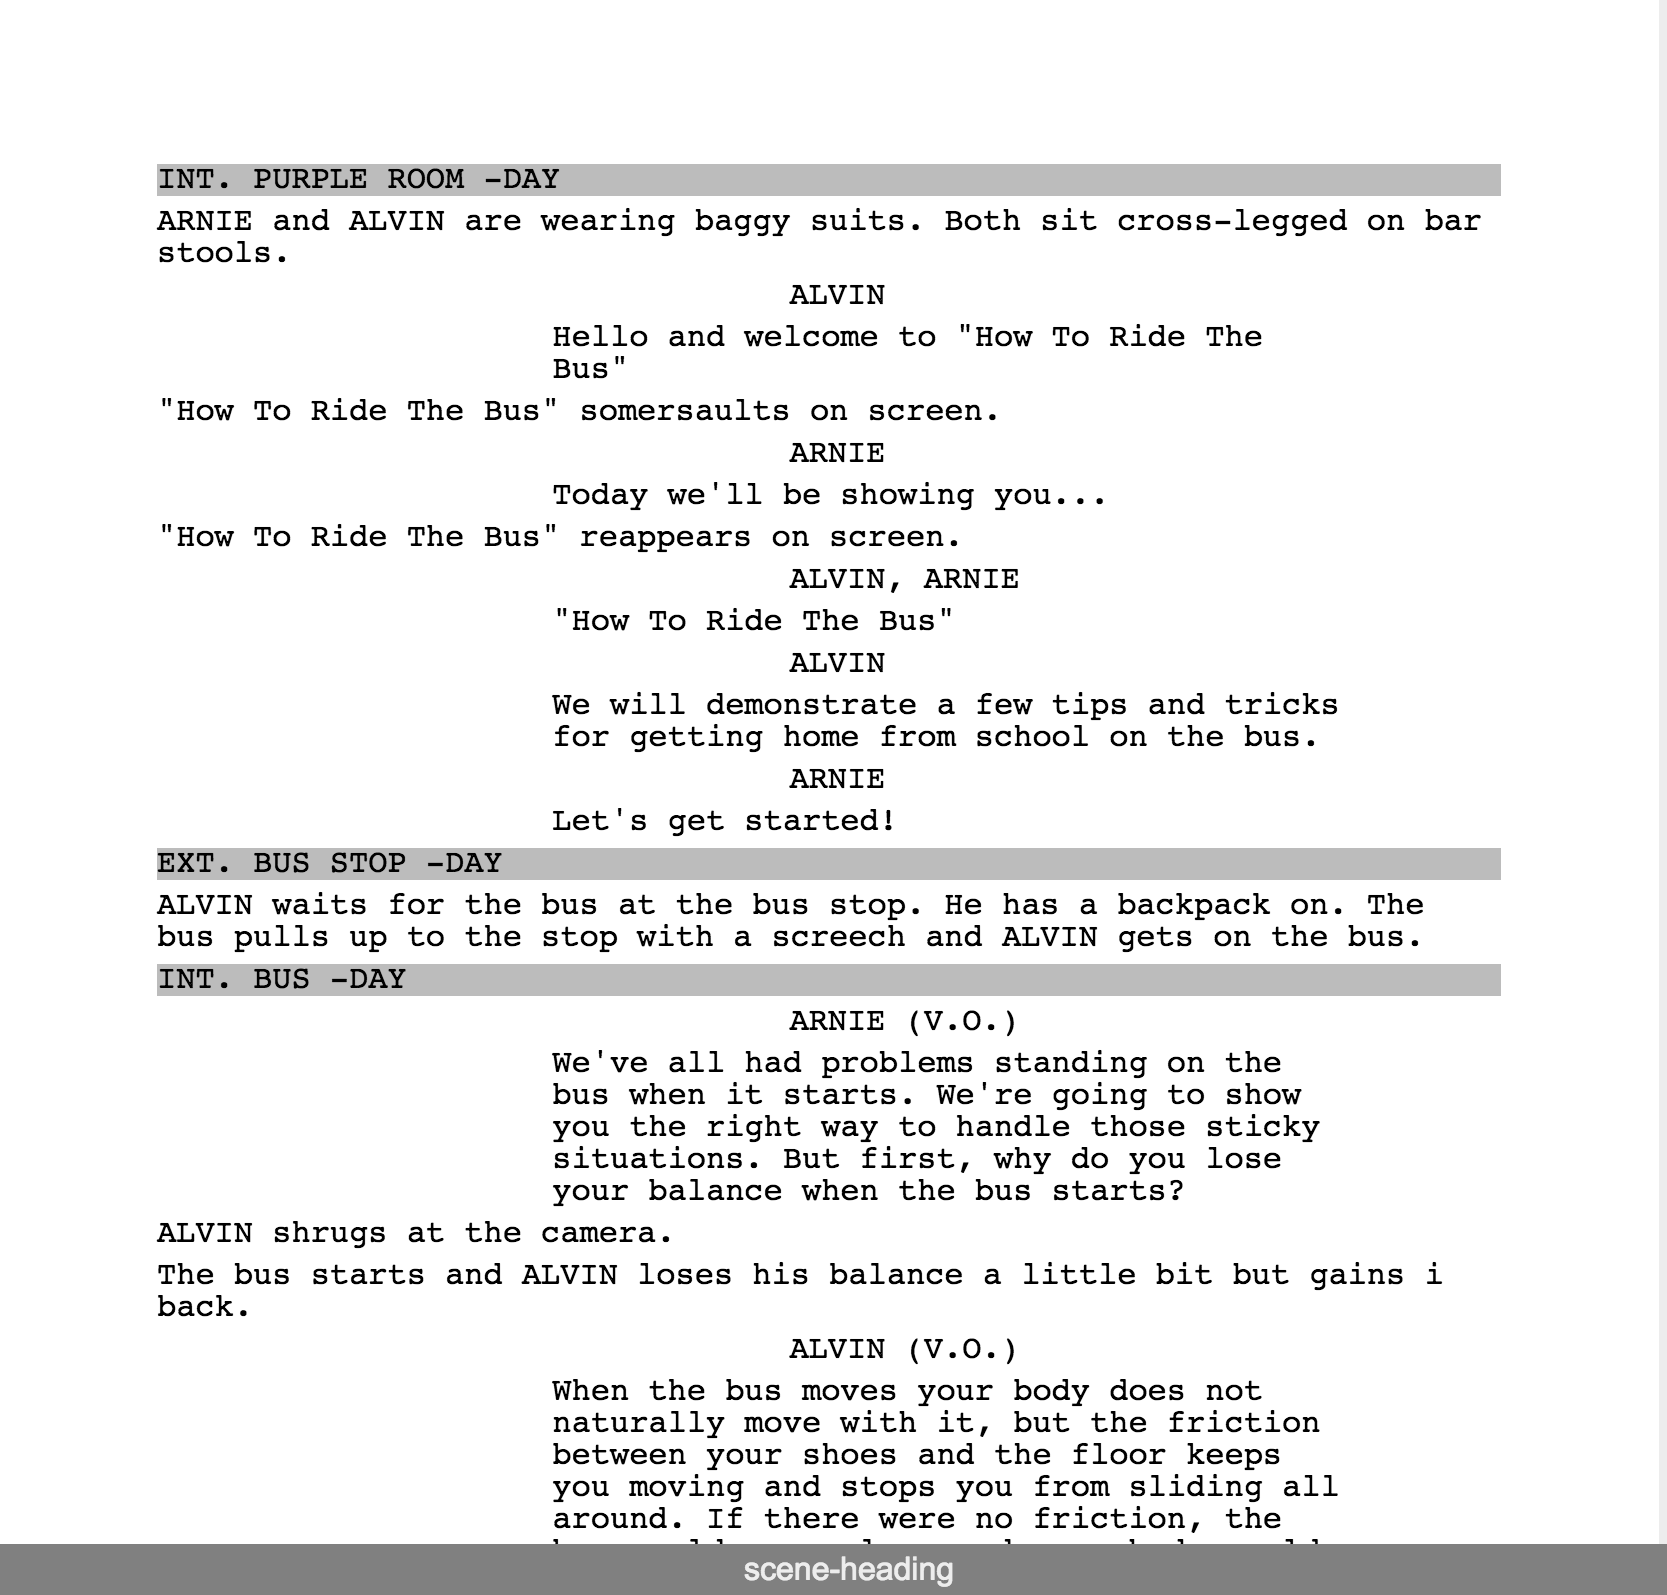 INT. PURPLE ROOM -DAY
ARNIE and ALVIN are wearing baggy suits. Both sit cross-legged on bar
stools.
ALVIN
Hello and welcome to "How To Ride The
Bus"
"How To Ride The Bus" somersaults on screen.
ARNIE
Today we'll be showing you...
"How To Ride The Bus" reappears on screen.
ALVIN, ARNIE
"How To Ride The Bus"
ALVIN
We will demonstrate a few tips and tricks
for getting home from school on the bus.
ARNIE
Let's get started!
EXT. BUS STOP -DAY
ALVIN waits for the bus at the bus stop. He has a backpack on. The
bus pulls up to the stop with a screech and ALVIN gets on the bus.
INT. BUS -DAY
ARNIE (V.O.)
We've all had problems standing on the
bus when it starts. We're going to show
you the right way to handle those sticky
situations. But first, why do you lose
your balance when the bus starts?
ALVIN shrugs at the camera.
The bus starts and ALVIN loses his balance a little bit but gains i
back.
ALVIN (V.O.)
When the bus moves your body does not
naturally move with it, but the friction
between your shoes and the floor keeps
you moving and stops you from sliding all
around. If there were no friction, the
scene-heading